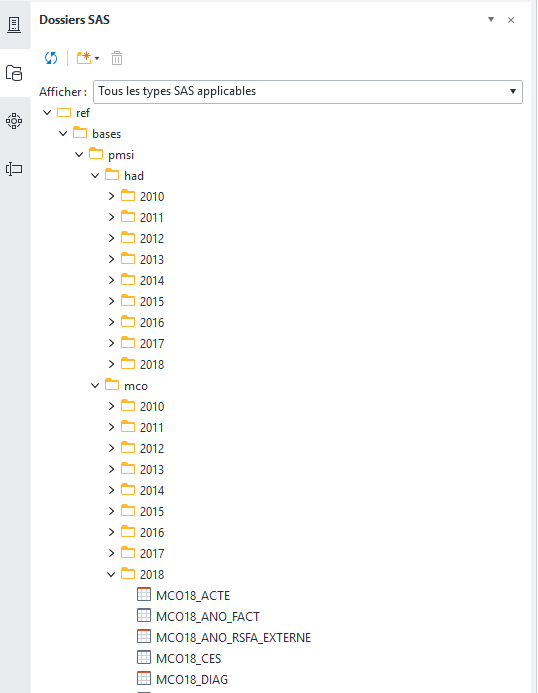 Dossiers SAS
Afficher : Tous les types SAS applicables
ref
bases
pmsi
had
2010
2011
2012
2013
2014
2015
2016
2017
2018
mco
2010
2011
2012
2013
2014
2015
2016
2017
2018
MCO18_ACTE
MCO18_ANO_FACT
MCO18_ANO_RSFA_EXTERNE
MCO18_CES
MCO18_DIAG